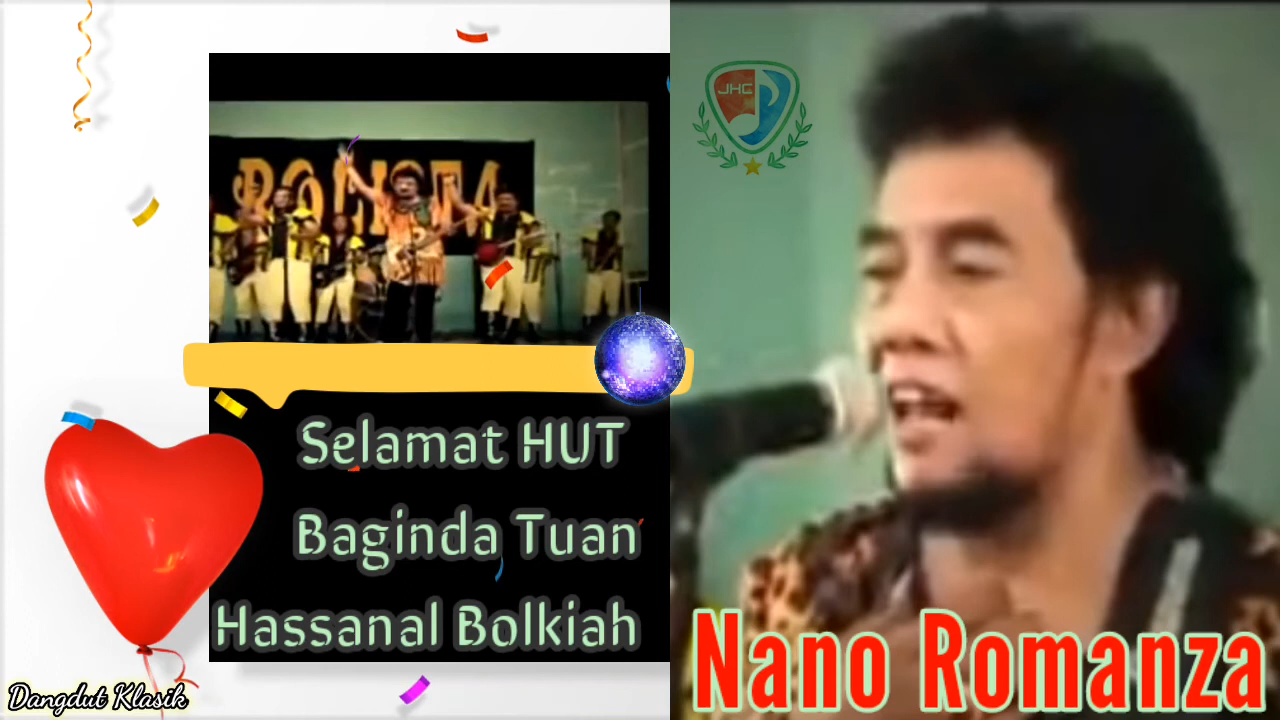 JHC
Selamat HUT
Baginda Tuan
Hassanal Bolkiah
Nano Romanza
Dangdut Klasik